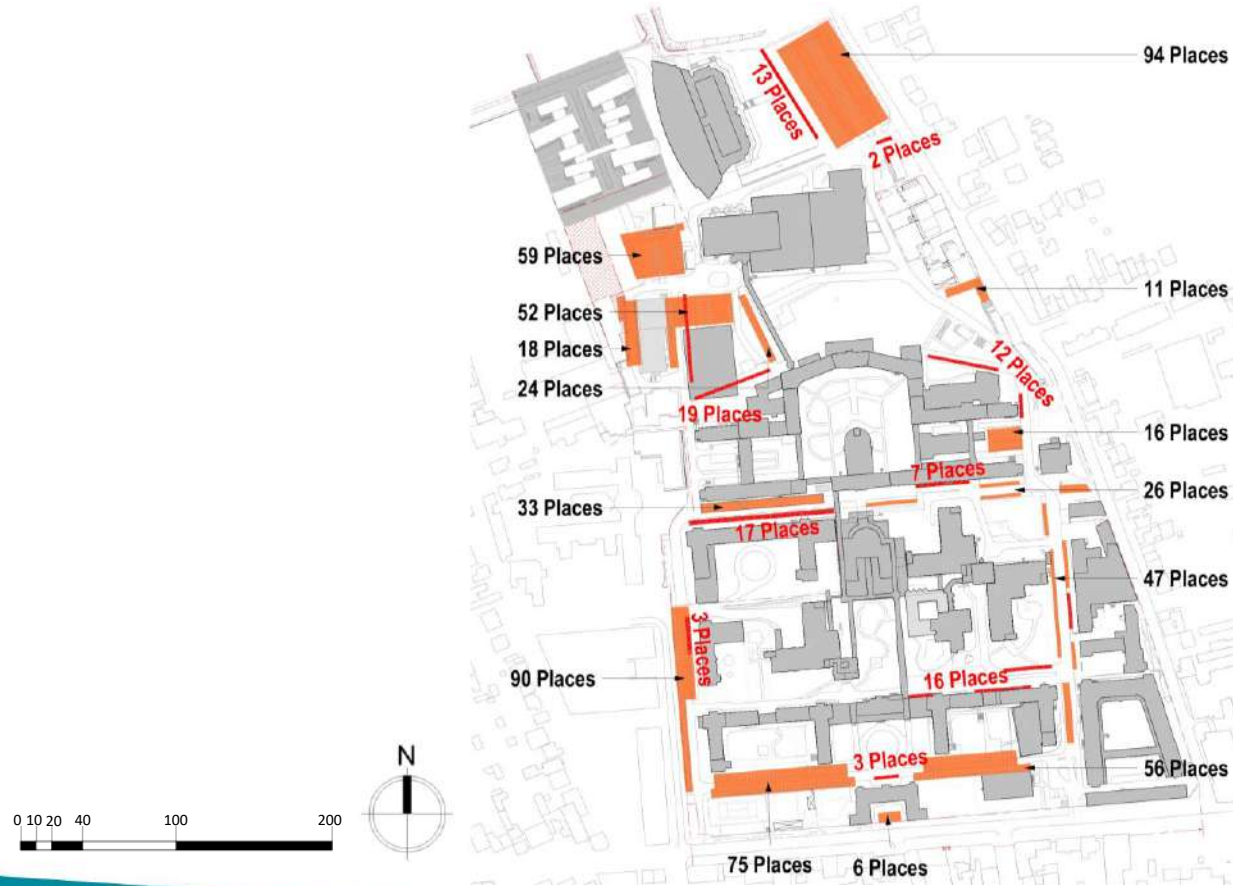 94 Places
13 Places
2 Places
59 Places
11 Places
52 Places
18 Places
12 Places
24 Places
19 Places
16 Places
7 Places
26 Places
33 Places
17 Places
47 Places
3 Places
90 Places
16 Places
3 Places
56 Places
N
0 10 20 40 100 200
75 Places
6 Places